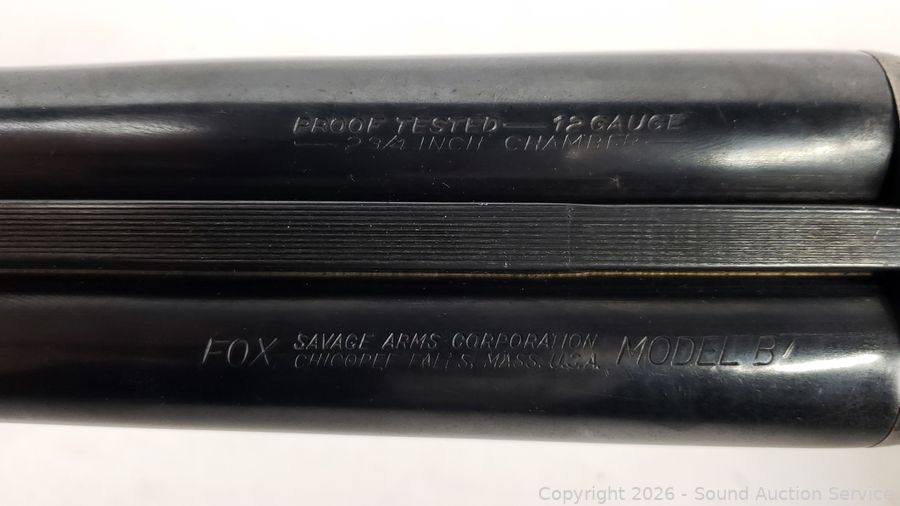 PROOF TESTED — 12 GAUGE
— 2 3/4 INCH CHAMBER —
FOX SAVAGE ARMS CORPORATION
CHICOPEE FALLS, MASS. U.S.A. MODEL B
Copyright 2026 - Sound Auction Service